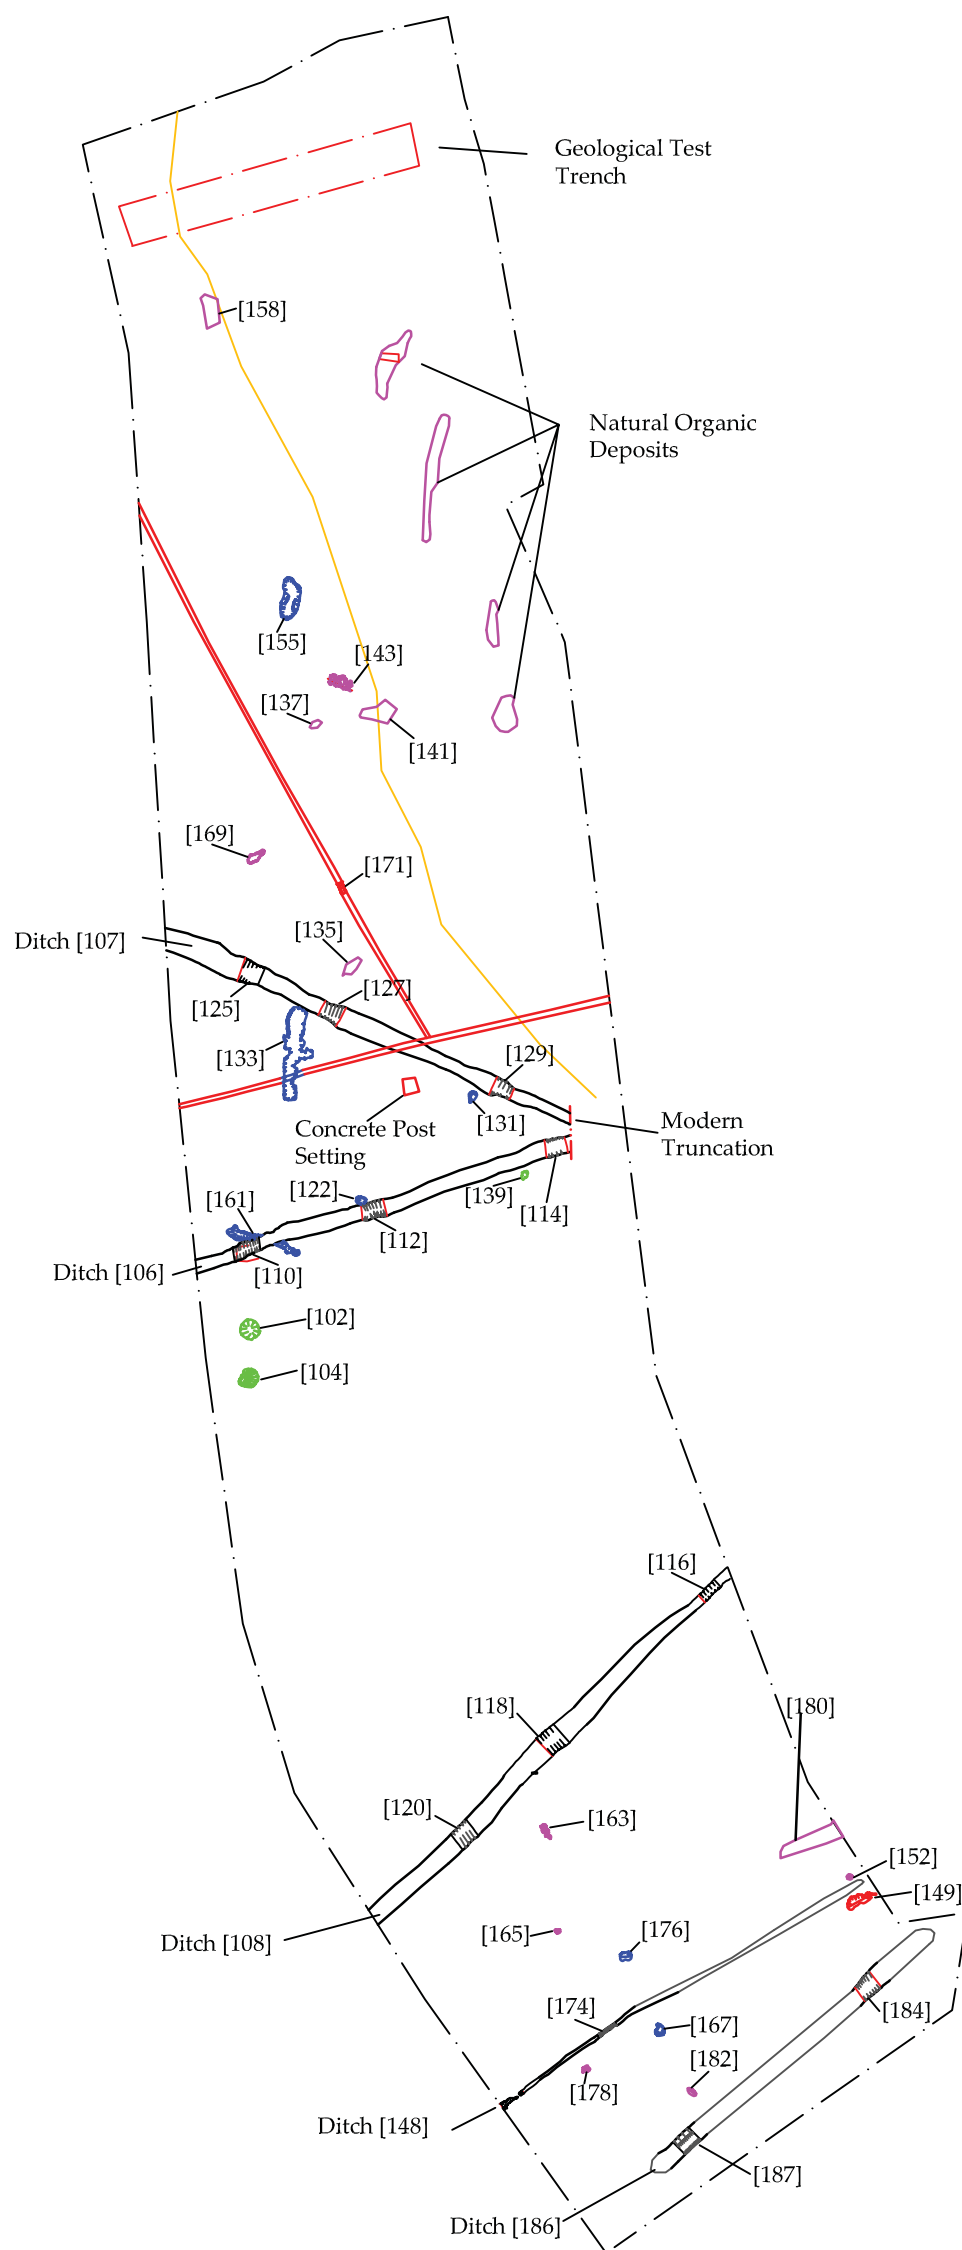 Geological Test
Trench
[158]
Natural Organic
Deposits
[155]
[143]
[137]
[141]
[169]
[171]
Ditch [107]
[135]
[127]
[125]
[133]
[129]
[131]
Concrete Post
Setting
Modern
Truncation
[122]
[139]
[161]
[114]
[112]
Ditch [106]
[110]
[102]
[104]
[116]
[118]
[180]
[120]
[163]
[152]
[149]
[165]
[176]
Ditch [108]
[174]
[184]
[167]
[182]
[178]
Ditch [148]
[187]
Ditch [186]